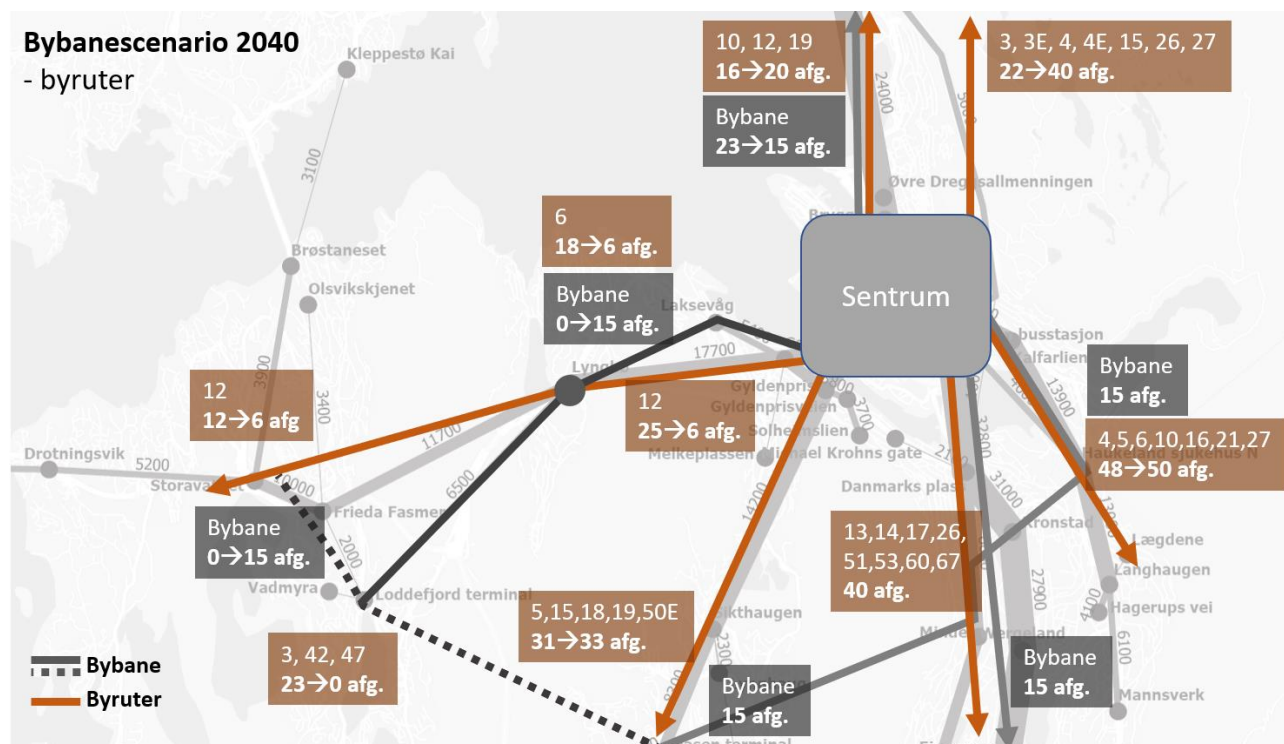 Bybanescenario 2040
- byruter
Kleppestø Kai
10, 12, 19
16→20 afg.
Bybane
23→15 afg.
3, 3E, 4, 4E, 15, 26, 27
22→40 afg.
24000
3100
Øvre Dreggsallmenningen
6
18→6 afg.
Bybane
0→15 afg.
Brøstaneset
Olsvikskjenet
Sentrum
Laksevåg
busstasjon
17700
3900
3400
12
12→6 afg
12
25→6 afg.
Gyldenpris
Gyldenprisveien
3700
Solheimslien
Melkeplassen
Michael Krohns gate
13900
32800
Bybane
15 afg.
4,5,6,10,16,21,27
48→50 afg.
Haukeland sjukehus N
11700
Drotningsvik
5200
Storavatnet
10000
6500
14200
Danmarks plass
31000
Frieda Fasmer
Bybane
0→15 afg.
2000
Kronstad
13,14,17,26,
51,53,60,67
40 afg.
Lægdene
Langhaugen
Vadmyra
Loddefjord terminal
27900
4100
Hagerups vei
5,15,18,19,50E
31→33 afg.
2300
6100
3, 42, 47
23→0 afg.
Bybane
15 afg.
Bybane
15 afg.
Mannsverk
Bybane
Byruter